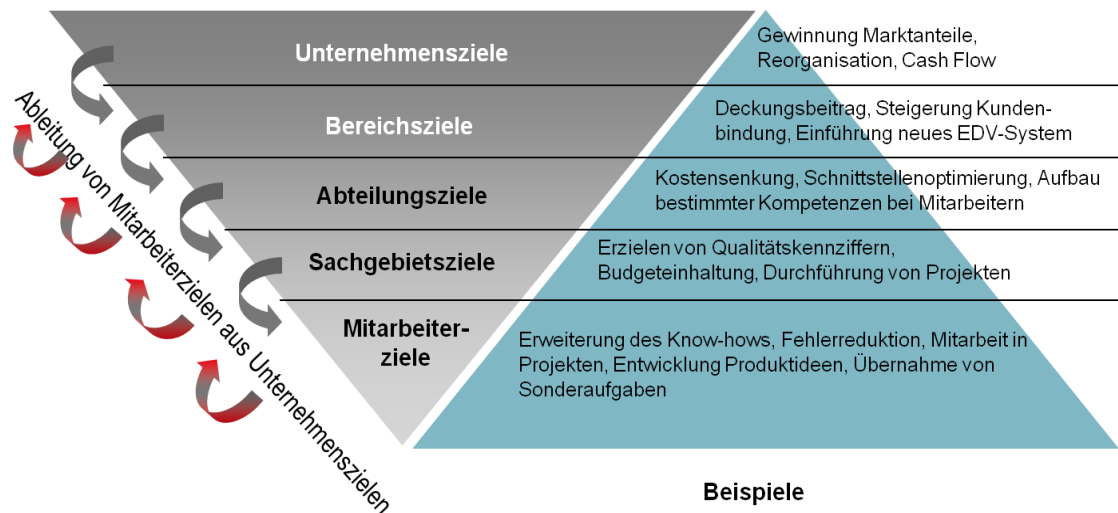 Unternehmensziele
Gewinnung Marktanteile,
Reorganisation, Cash Flow
Bereichsziele
Deckungsbeitrag, Steigerung Kunden-
bindung, Einführung neues EDV-System
Abteilungsziele
Kostensenkung, Schnittstellenoptimierung, Aufbau
bestimmter Kompetenzen bei Mitarbeitern
Sachgebietsziele
Erzielen von Qualitätskennziffern,
Budgeteinhaltung, Durchführung von Projekten
Mitarbeiter-
ziele
Erweiterung des Know-hows, Fehlerreduktion, Mitarbeit in
Projekten, Entwicklung Produktideen, Übernahme von
Sonderaufgaben
Ableitung von Mitarbeiterzielen aus Unternehmenszielen
Beispiele